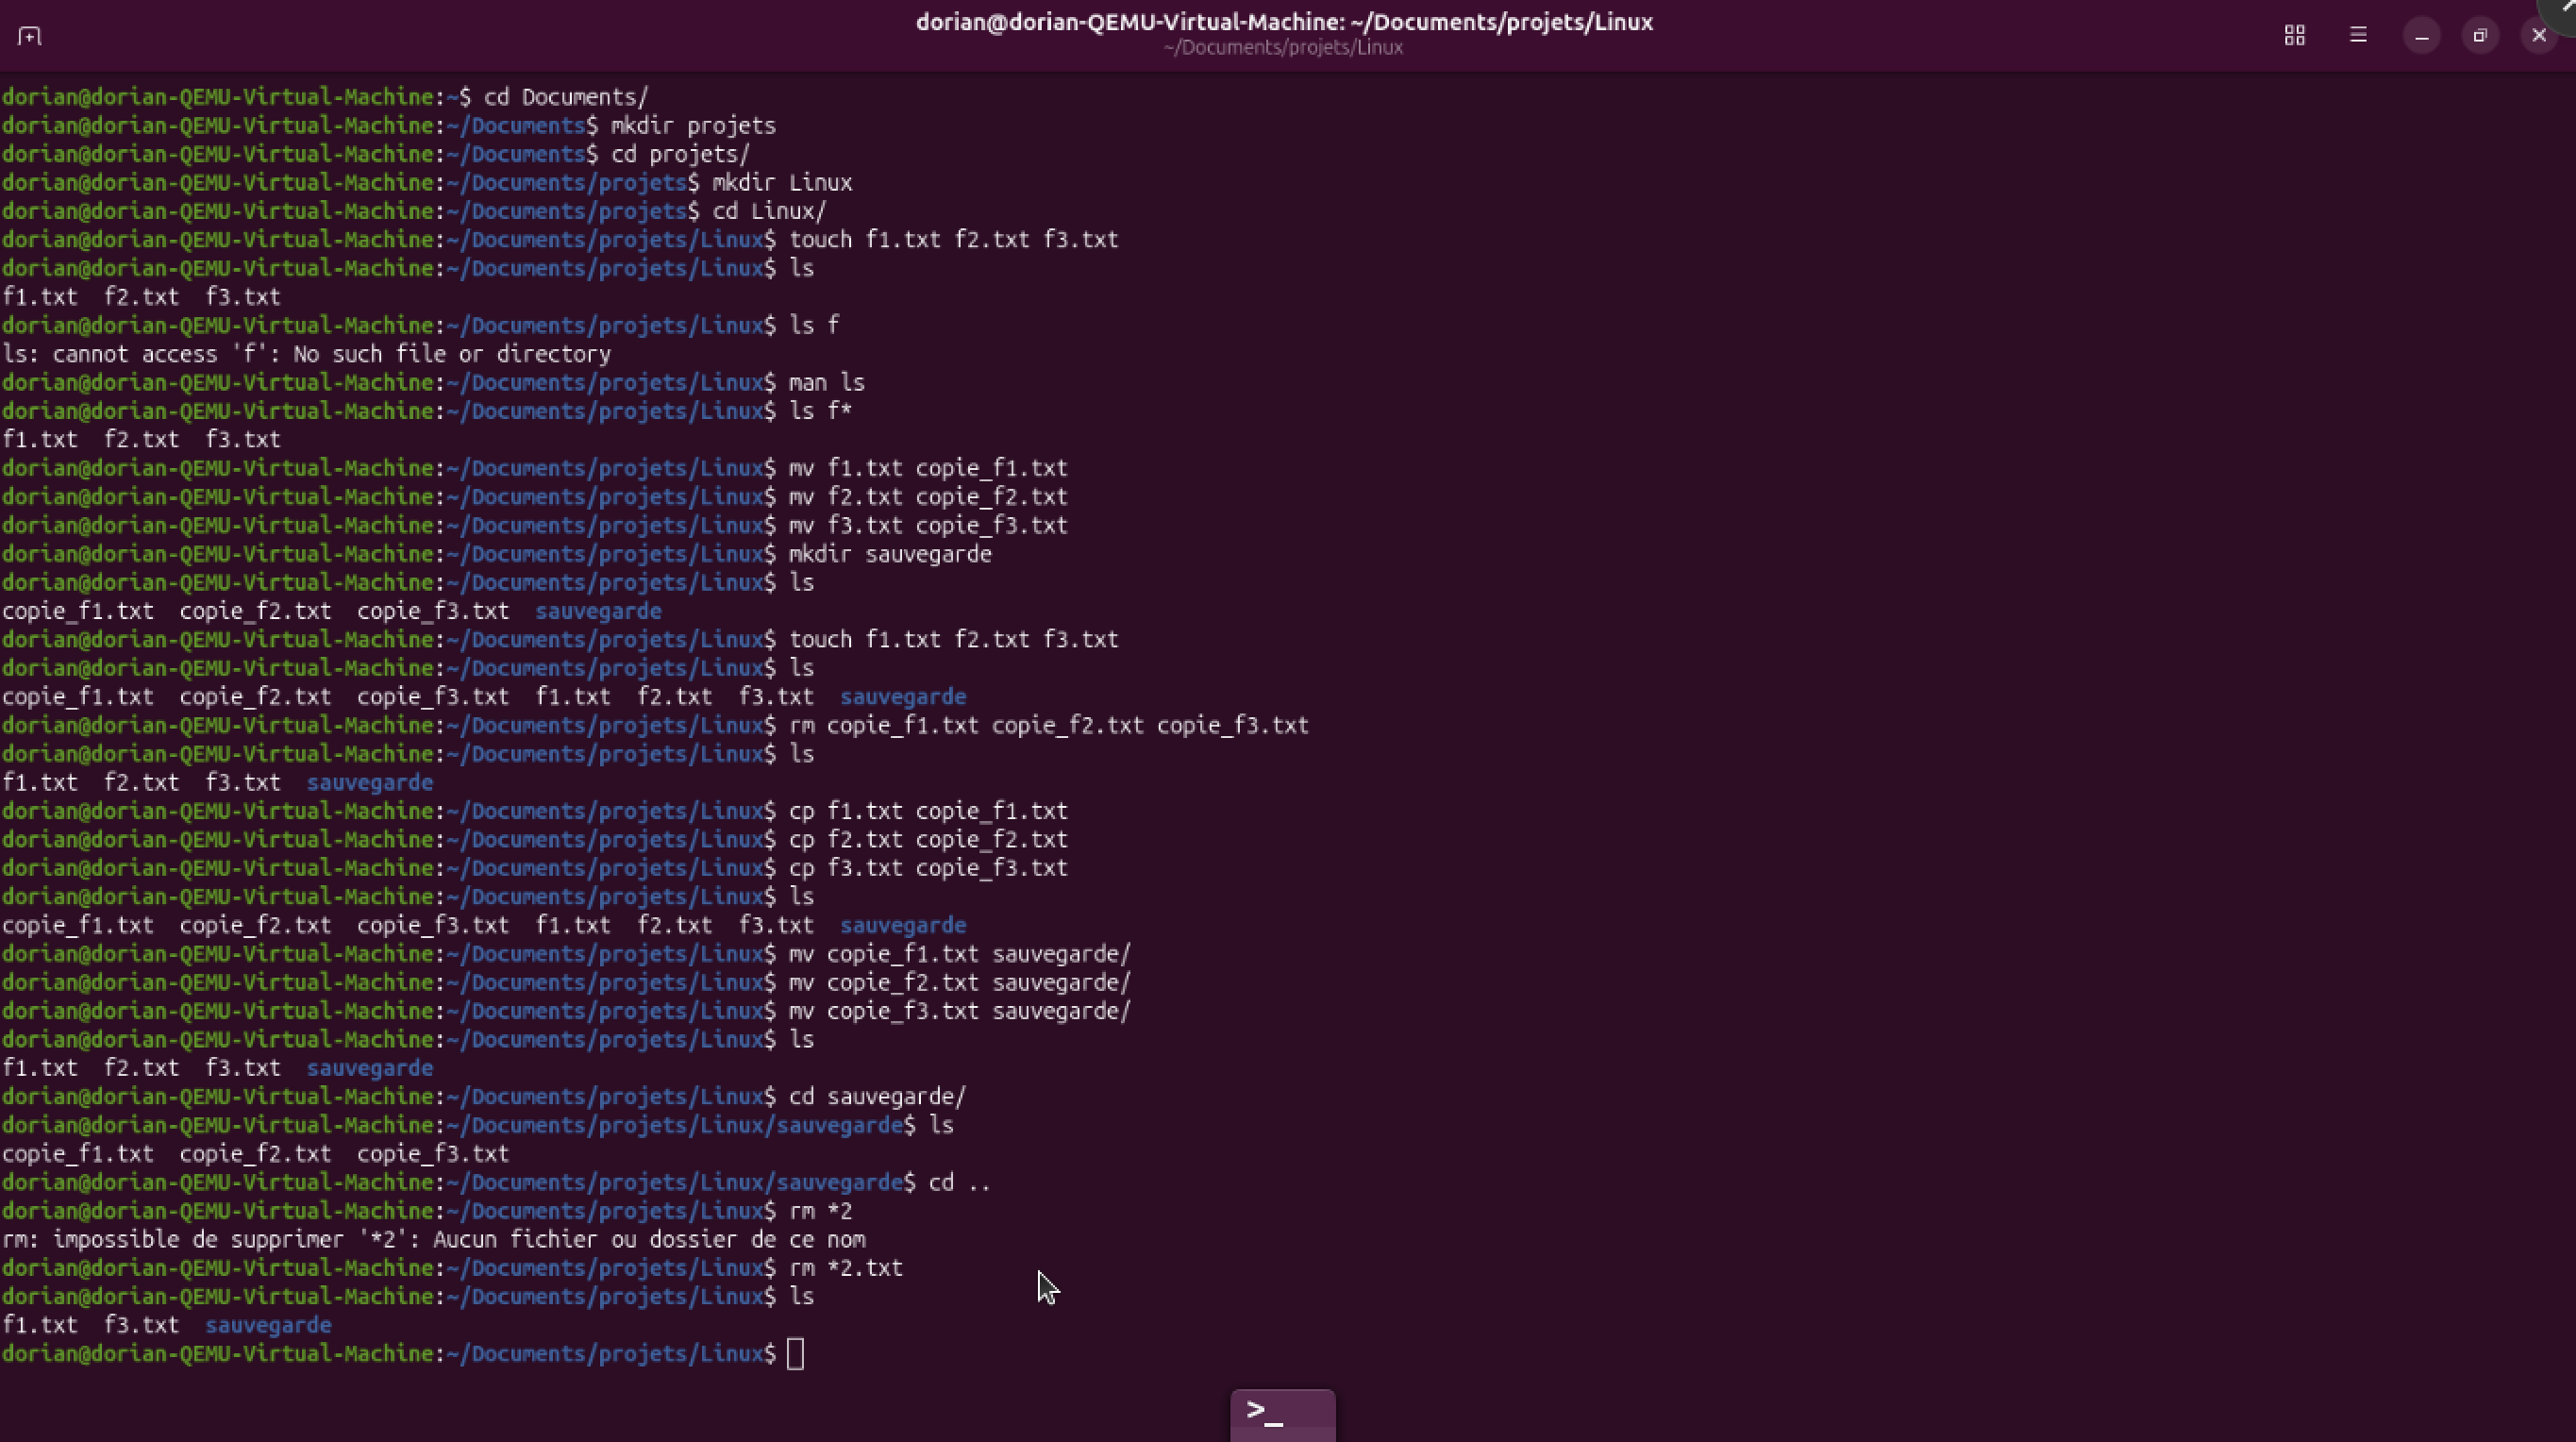 dorian@dorian-QEMU-Virtual-Machine: ~/Documents/projets/Linux
~/Documents/projets/Linux
dorian@dorian-QEMU-Virtual-Machine:~$ cd Documents/
dorian@dorian-QEMU-Virtual-Machine:~/Documents$ mkdir projets
dorian@dorian-QEMU-Virtual-Machine:~/Documents$ cd projets/
dorian@dorian-QEMU-Virtual-Machine:~/Documents/projets$ mkdir Linux
dorian@dorian-QEMU-Virtual-Machine:~/Documents/projets$ cd Linux/
dorian@dorian-QEMU-Virtual-Machine:~/Documents/projets/Linux$ touch f1.txt f2.txt f3.txt
dorian@dorian-QEMU-Virtual-Machine:~/Documents/projets/Linux$ ls
f1.txt  f2.txt  f3.txt
dorian@dorian-QEMU-Virtual-Machine:~/Documents/projets/Linux$ ls f
ls: cannot access 'f': No such file or directory
dorian@dorian-QEMU-Virtual-Machine:~/Documents/projets/Linux$ man ls
dorian@dorian-QEMU-Virtual-Machine:~/Documents/projets/Linux$ ls f*
f1.txt  f2.txt  f3.txt
dorian@dorian-QEMU-Virtual-Machine:~/Documents/projets/Linux$ mv f1.txt copie_f1.txt
dorian@dorian-QEMU-Virtual-Machine:~/Documents/projets/Linux$ mv f2.txt copie_f2.txt
dorian@dorian-QEMU-Virtual-Machine:~/Documents/projets/Linux$ mv f3.txt copie_f3.txt
dorian@dorian-QEMU-Virtual-Machine:~/Documents/projets/Linux$ mkdir sauvegarde
dorian@dorian-QEMU-Virtual-Machine:~/Documents/projets/Linux$ ls
copie_f1.txt  copie_f2.txt  copie_f3.txt  sauvegarde
dorian@dorian-QEMU-Virtual-Machine:~/Documents/projets/Linux$ touch f1.txt f2.txt f3.txt
dorian@dorian-QEMU-Virtual-Machine:~/Documents/projets/Linux$ ls
copie_f1.txt  copie_f2.txt  copie_f3.txt  f1.txt  f2.txt  f3.txt  sauvegarde
dorian@dorian-QEMU-Virtual-Machine:~/Documents/projets/Linux$ rm copie_f1.txt copie_f2.txt copie_f3.txt
dorian@dorian-QEMU-Virtual-Machine:~/Documents/projets/Linux$ ls
f1.txt  f2.txt  f3.txt  sauvegarde
dorian@dorian-QEMU-Virtual-Machine:~/Documents/projets/Linux$ cp f1.txt copie_f1.txt
dorian@dorian-QEMU-Virtual-Machine:~/Documents/projets/Linux$ cp f2.txt copie_f2.txt
dorian@dorian-QEMU-Virtual-Machine:~/Documents/projets/Linux$ cp f3.txt copie_f3.txt
dorian@dorian-QEMU-Virtual-Machine:~/Documents/projets/Linux$ ls
copie_f1.txt  copie_f2.txt  copie_f3.txt  f1.txt  f2.txt  f3.txt  sauvegarde
dorian@dorian-QEMU-Virtual-Machine:~/Documents/projets/Linux$ mv copie_f1.txt sauvegarde/
dorian@dorian-QEMU-Virtual-Machine:~/Documents/projets/Linux$ mv copie_f2.txt sauvegarde/
dorian@dorian-QEMU-Virtual-Machine:~/Documents/projets/Linux$ mv copie_f3.txt sauvegarde/
dorian@dorian-QEMU-Virtual-Machine:~/Documents/projets/Linux$ ls
f1.txt  f2.txt  f3.txt  sauvegarde
dorian@dorian-QEMU-Virtual-Machine:~/Documents/projets/Linux$ cd sauvegarde/
dorian@dorian-QEMU-Virtual-Machine:~/Documents/projets/Linux/sauvegarde$ ls
copie_f1.txt  copie_f2.txt  copie_f3.txt
dorian@dorian-QEMU-Virtual-Machine:~/Documents/projets/Linux/sauvegarde$ cd ..
dorian@dorian-QEMU-Virtual-Machine:~/Documents/projets/Linux$ rm *2
rm: impossible de supprimer '*2': Aucun fichier ou dossier de ce nom
dorian@dorian-QEMU-Virtual-Machine:~/Documents/projets/Linux$ rm *2.txt
dorian@dorian-QEMU-Virtual-Machine:~/Documents/projets/Linux$ ls
f1.txt  f3.txt  sauvegarde
dorian@dorian-QEMU-Virtual-Machine:~/Documents/projets/Linux$
>_